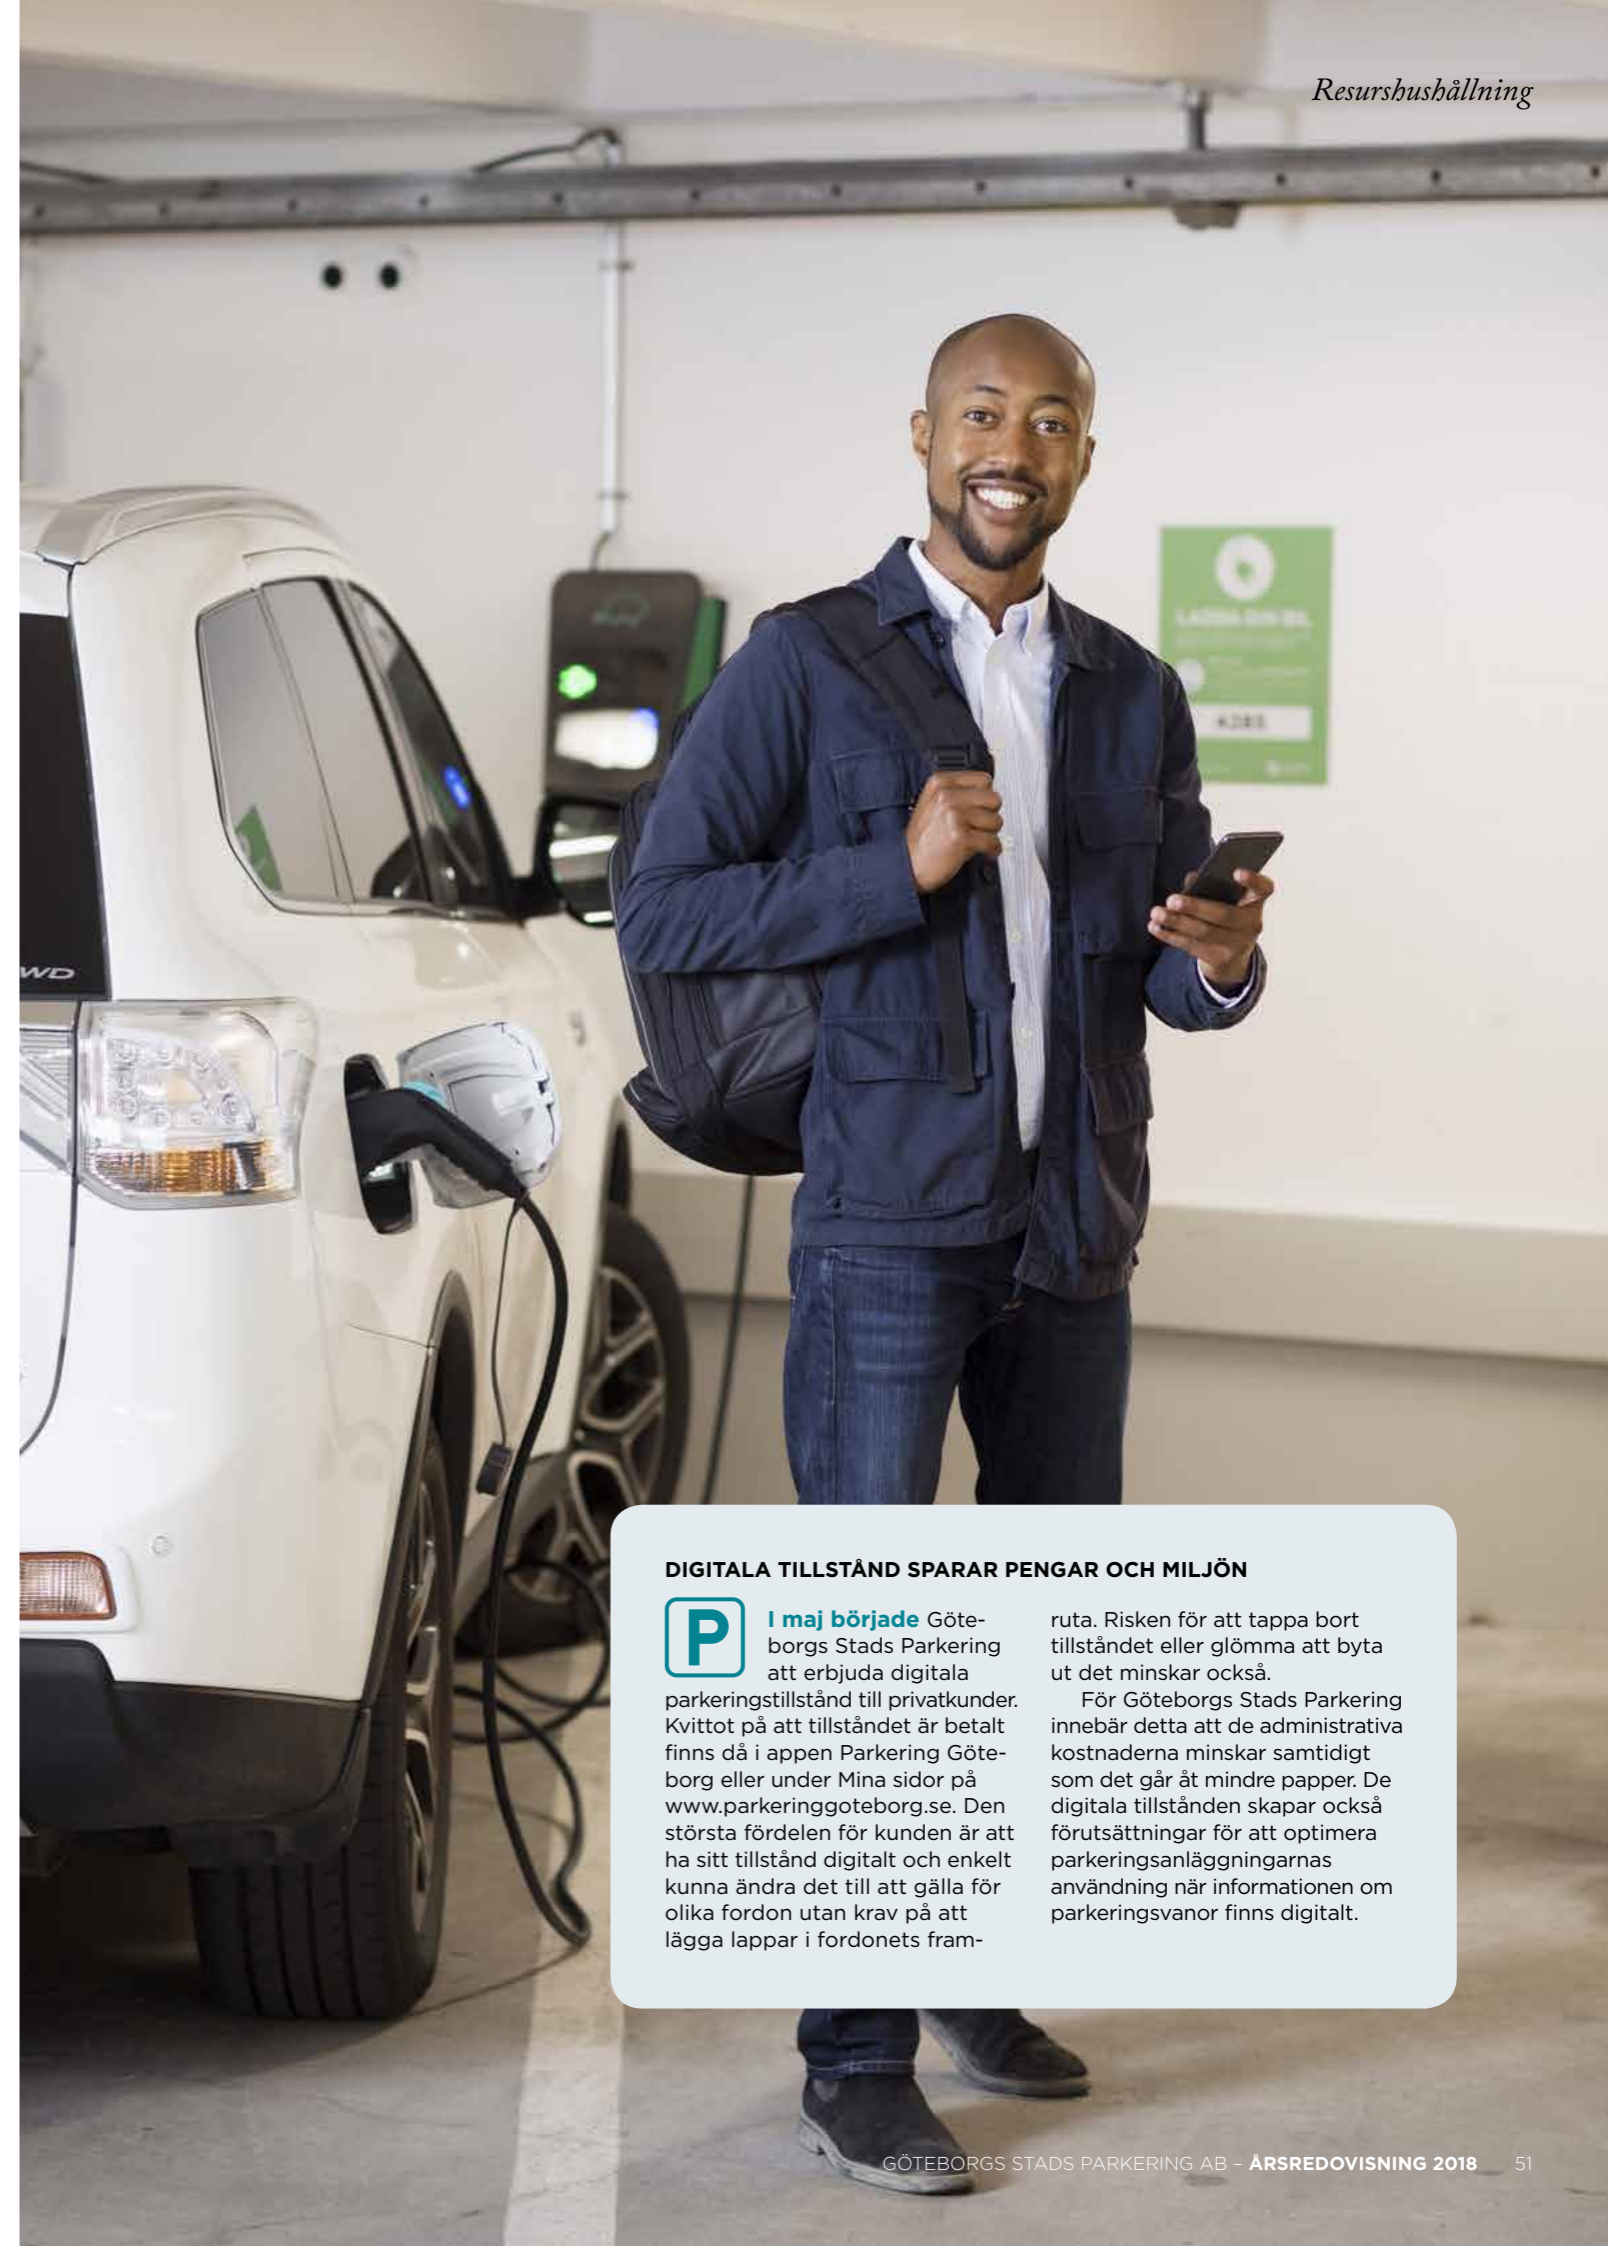 Resurshushållning
LADDA DIN BIL
4283
WD
DIGITALA TILLSTÅND SPARAR PENGAR OCH MILJÖN
P
I maj började Göte-
borgs Stads Parkering
att erbjuda digitala
parkeringstillstånd till privatkunder.
Kvittot på att tillståndet är betalt
finns då i appen Parkering Göte-
borg eller under Mina sidor på
www.parkeringgoteborg.se. Den
största fördelen för kunden är att
ha sitt tillstånd digitalt och enkelt
kunna ändra det till att gälla för
olika fordon utan krav på att
lägga lappar i fordonets fram-
ruta. Risken för att tappa bort
tillståndet eller glömma att byta
ut det minskar också.
För Göteborgs Stads Parkering
innebär detta att de administrativa
kostnaderna minskar samtidigt
som det går åt mindre papper. De
digitala tillstånden skapar också
förutsättningar för att optimera
parkeringsanläggningarnas
användning när informationen om
parkeringsvanor finns digitalt.
GÖTEBORGS STADS PARKERING AB – ÅRSREDOVISNING 2018 51